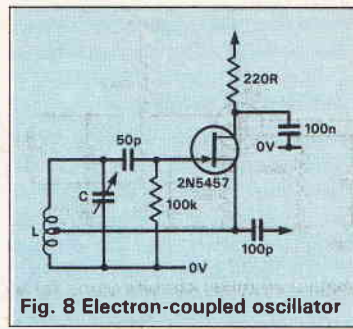 220R
50p
100n
0V
2N5457
C
100k
L
100p
0V
Fig. 8 Electron-coupled oscillator